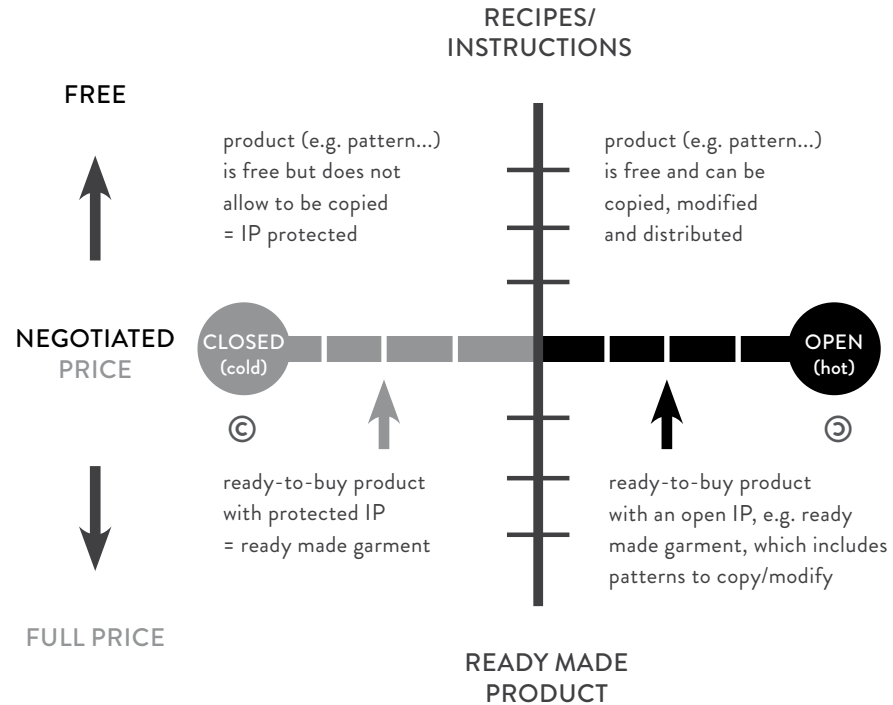 RECIPES/
INSTRUCTIONS
FREE
product (e.g. pattern...)
is free but does not
allow to be copied
= IP protected
product (e.g. pattern...)
is free and can be
copied, modified
and distributed
NEGOTIATED
PRICE
CLOSED
(cold)
OPEN
(hot)
©
🄯
ready-to-buy product
with protected IP
= ready made garment
ready-to-buy product
with an open IP, e.g. ready
made garment, which includes
patterns to copy/modify
FULL PRICE
READY MADE
PRODUCT